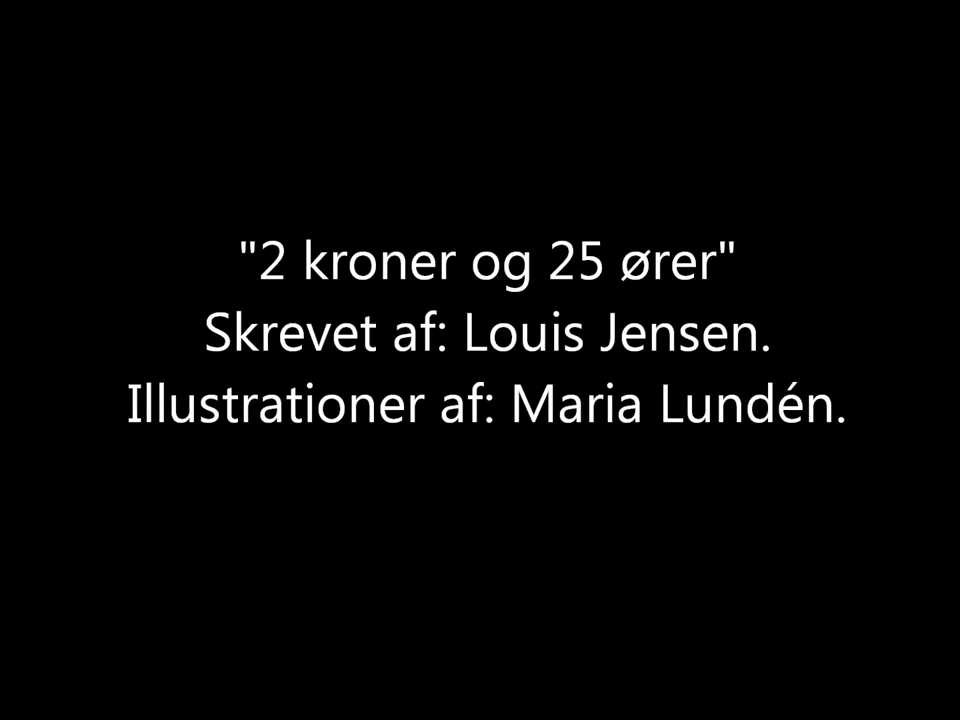 "2 kroner og 25 ører"
Skrevet af: Louis Jensen.
Illustrationer af: Maria Lundén.